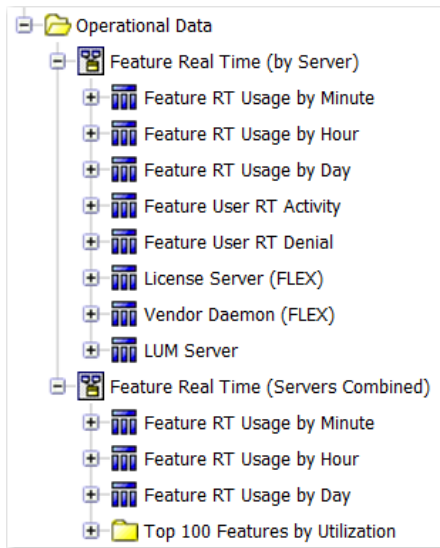 Operational Data
Feature Real Time (by Server)
Feature RT Usage by Minute
Feature RT Usage by Hour
Feature RT Usage by Day
Feature User RT Activity
Feature User RT Denial
License Server (FLEX)
Vendor Daemon (FLEX)
LUM Server
Feature Real Time (Servers Combined)
Feature RT Usage by Minute
Feature RT Usage by Hour
Feature RT Usage by Day
Top 100 Features by Utilization